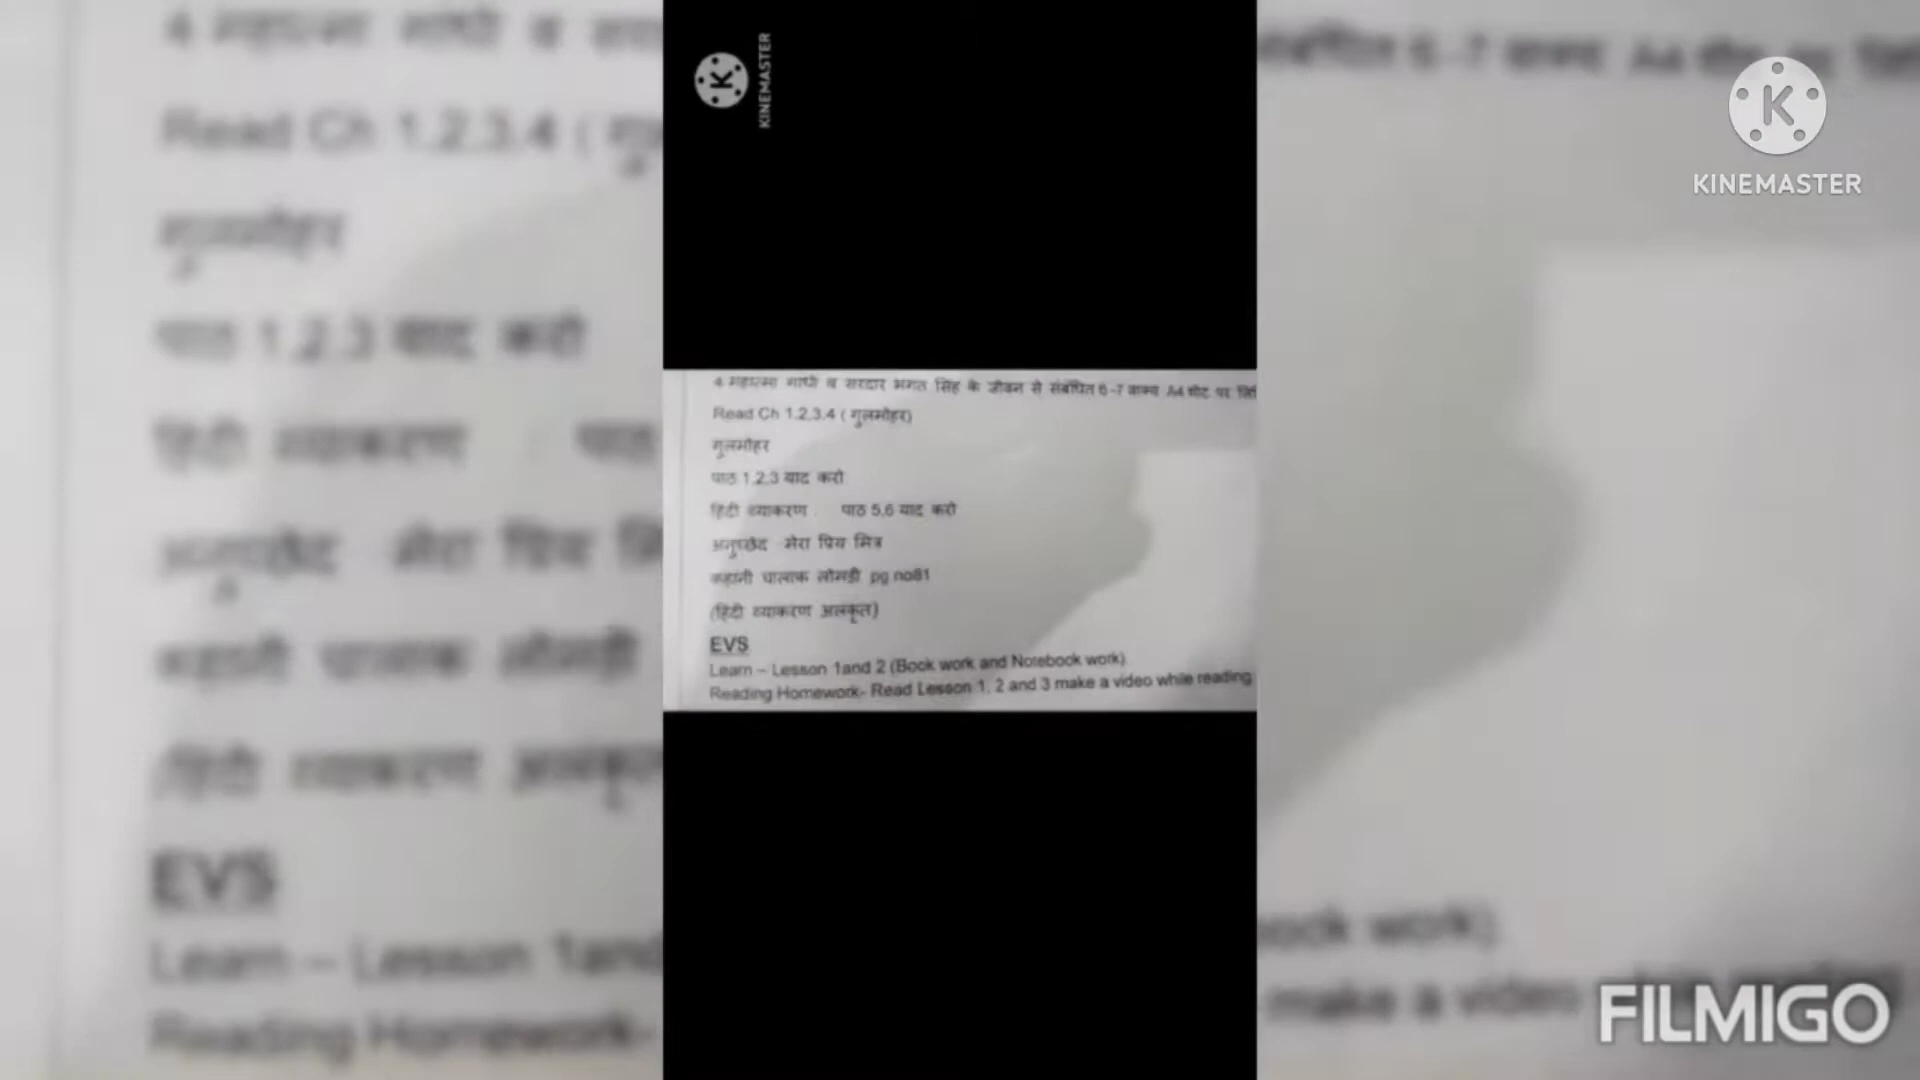 KINEMASTER
KINEMASTER
4 महात्मा गांधी व सरदार भगत सिंह के जीवन से संबंधित 6-7 वाक्य A4 शीट पर
Read Ch 1,2,3,4 ( गुलमोहर)
गुलमोहर
पाठ 1,2,3 याद करो
हिंदी व्याकरण पाठ 5,6 याद करो
अनुच्छेद मेरा प्रिय मित्र
कहानी चालाक लोमड़ी pg no81
(हिंदी व्याकरण अलंकृत)
EVS
Learn – Lesson 1and 2 (Book work and Notebook work)
Reading Homework- Read Lesson 1, 2 and 3 make a video while reading
FILMIGO